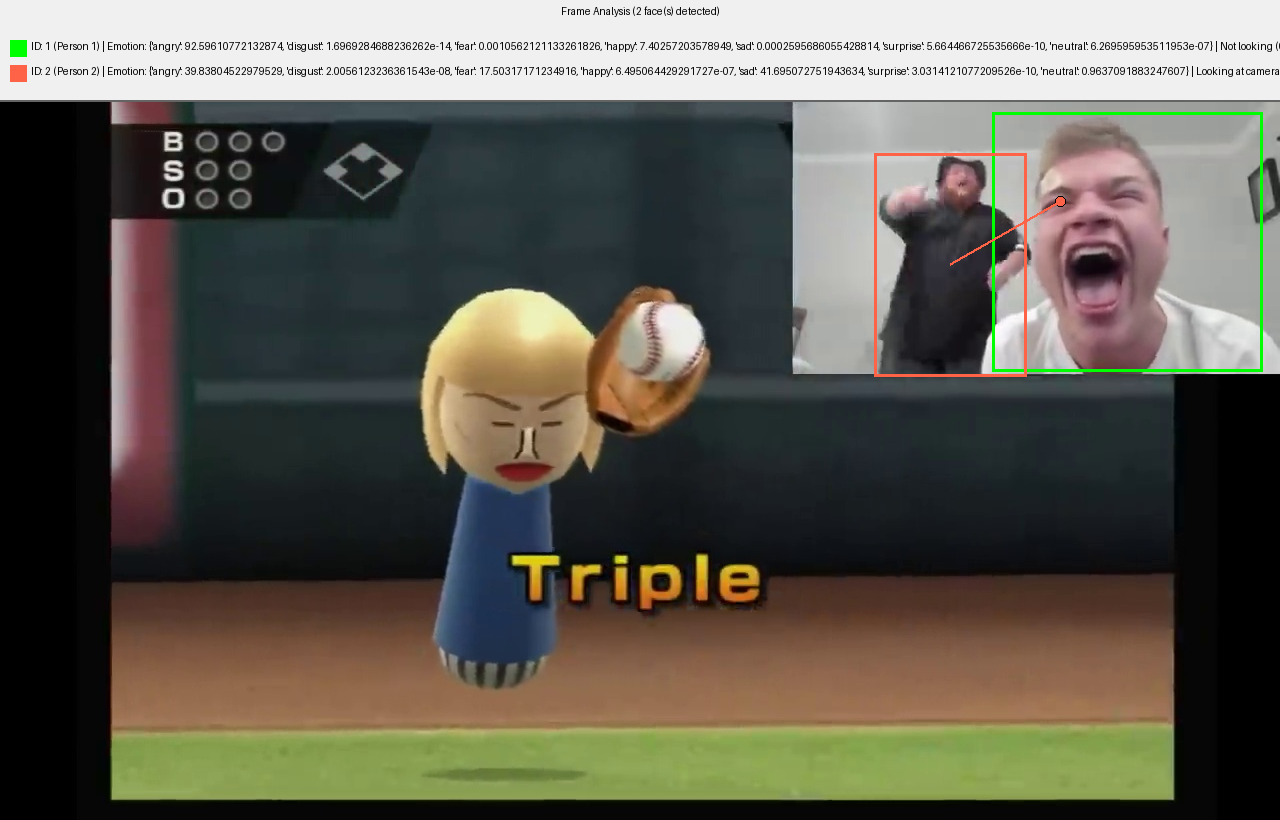 Frame Analysis (2 face(s) detected)
ID: 1 (Person 1) | Emotion: {'angry': 92.59610772132874, 'disgust': 1.6969284688236262e-14, 'fear': 0.0010562121133261826, 'happy': 7.40257203578949, 'sad': 0.0002595686055428814, 'surprise': 5.664466725535666e-10, 'neutral': 6.269595953511953e-07} | Not looking (
ID: 2 (Person 2) | Emotion: {'angry': 39.83804522979529, 'disgust': 2.0056123236361543e-08, 'fear': 17.50317171234916, 'happy': 6.495064429291727e-07, 'sad': 41.695072751943634, 'surprise': 3.0314121077209526e-10, 'neutral': 0.9637091883247607} | Looking at camera
B
S
O
Triple